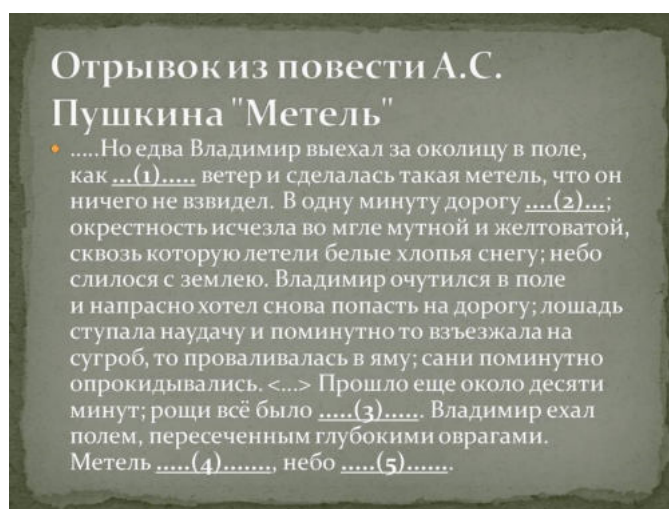 Отрывок из повести А.С.
Пушкина "Метель"
• .....Но едва Владимир выехал за околицу в поле,
как ...(1)..... ветер и сделалась такая метель, что он
ничего не взвидел. В одну минуту дорогу ....(2)...;
окрестность исчезла во мгле мутной и желтоватой,
сквозь которую летели белые хлопья снегу; небо
слилося с землею. Владимир очутился в поле
и напрасно хотел снова попасть на дорогу; лошадь
ступала наудачу и поминутно то взъезжала на
сугроб, то проваливалась в яму; сани поминутно
опрокидывались. <...> Прошло еще около десяти
минут; рощи всё было .....(3)...... Владимир ехал
полем, пересеченным глубокими оврагами.
Метель .....(4)......., небо .....(5).......